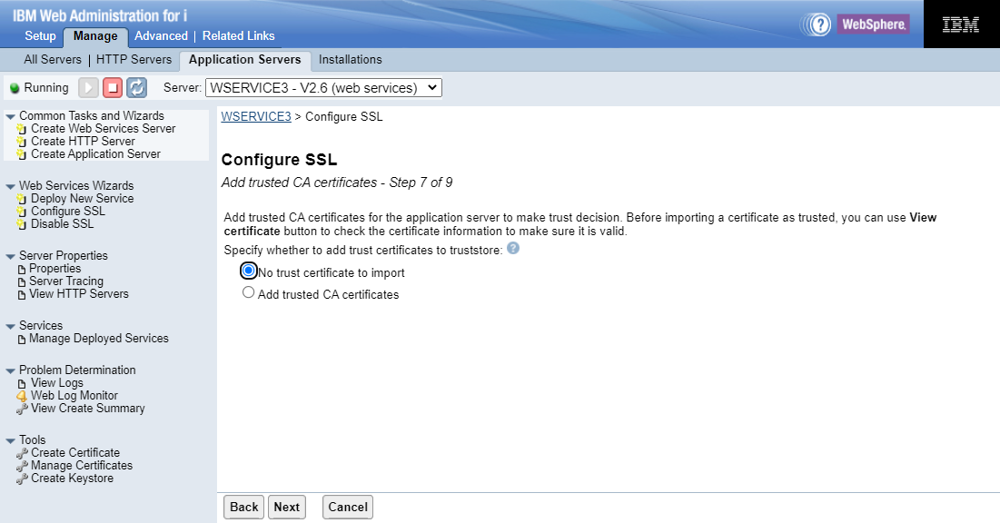 IBM Web Administration for i
Setup Manage Advanced | Related Links
? WebSphere. IBM
All Servers | HTTP Servers Application Servers Installations
Running Server: WSERVICE3 - V2.6 (web services)
Common Tasks and Wizards
Create Web Services Server
Create HTTP Server
Create Application Server
Web Services Wizards
Deploy New Service
Configure SSL
Disable SSL
Server Properties
Properties
Server Tracing
View HTTP Servers
Services
Manage Deployed Services
Problem Determination
View Logs
Web Log Monitor
View Create Summary
Tools
Create Certificate
Manage Certificates
Create Keystore
WSERVICE3 > Configure SSL
Configure SSL
Add trusted CA certificates - Step 7 of 9
Add trusted CA certificates for the application server to make trust decision. Before importing a certificate as trusted, you can use View
certificate button to check the certificate information to make sure it is valid.
Specify whether to add trust certificates to truststore: ?
No trust certificate to import
Add trusted CA certificates
Back Next Cancel